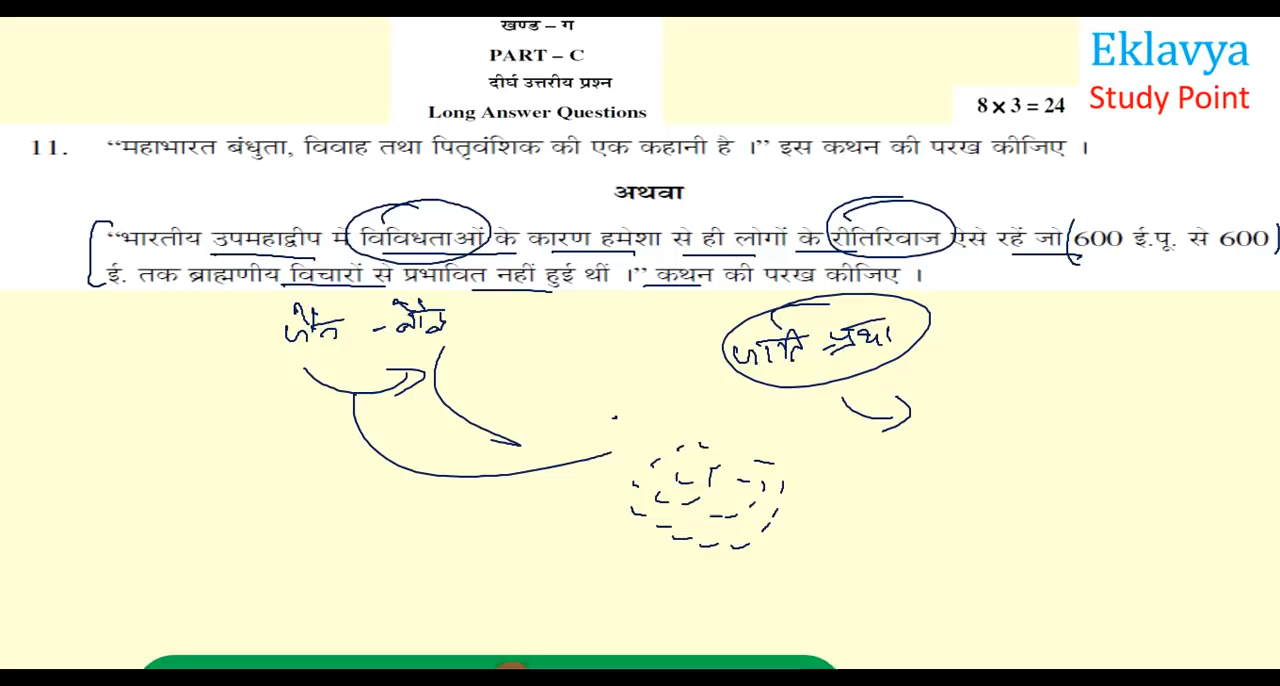 खण्ड – ग
PART – C
दीर्घ उत्तरीय प्रश्न
Long Answer Questions
8 × 3 = 24
Eklavya
Study Point
11. “महाभारत बंधुता, विवाह तथा पितृवंशिक की एक कहानी है ।” इस कथन की परख कीजिए ।
अथवा
“भारतीय उपमहाद्वीप में विविधताओं के कारण हमेशा से ही लोगों के रीतिरिवाज ऐसे रहें जो 600 ई.पू. से 600
ई. तक ब्राह्मणीय विचारों से प्रभावित नहीं हुई थीं ।” कथन की परख कीजिए ।
जैन - बौद्ध
जाति प्रथा